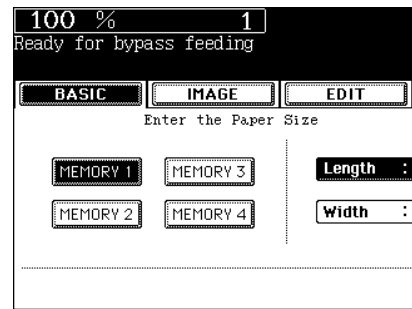 100 % 1
Ready for bypass feeding
BASIC IMAGE EDIT
Enter the Paper Size
MEMORY 1 MEMORY 3 Length :
MEMORY 2 MEMORY 4 Width :